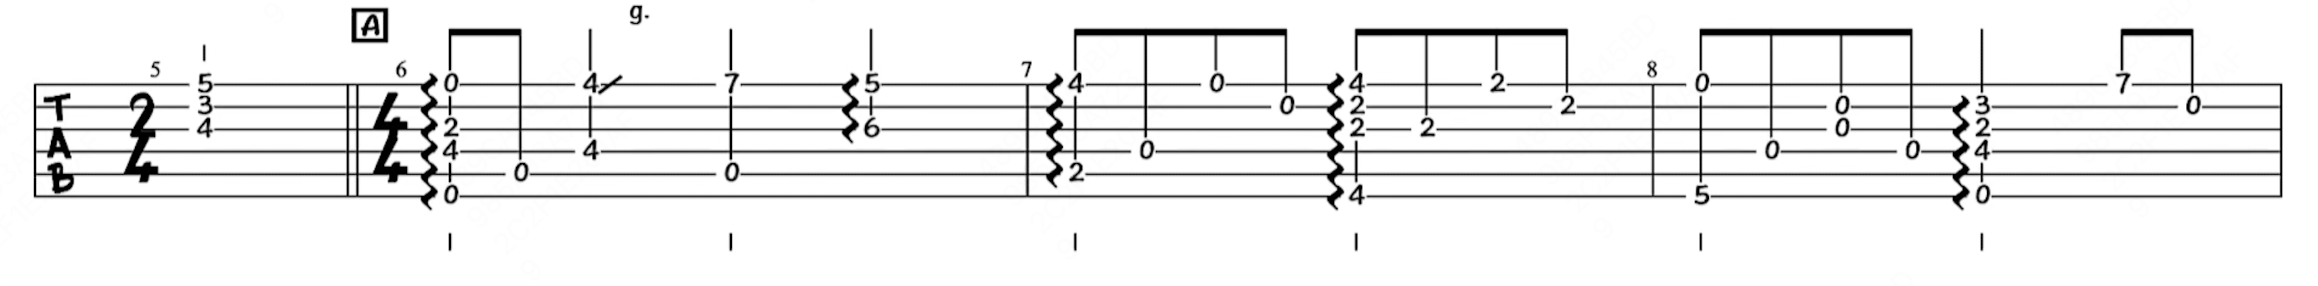 A g.
5 6 7 8
5 0 4 7 5 4 0 4 2 0 7
T 2 3 4 0 2 2 0 3 0
4 2 6 2 2 0 2
A 4 4 4 4 0 0 0 4
B 0 0 2
0 4 5 0